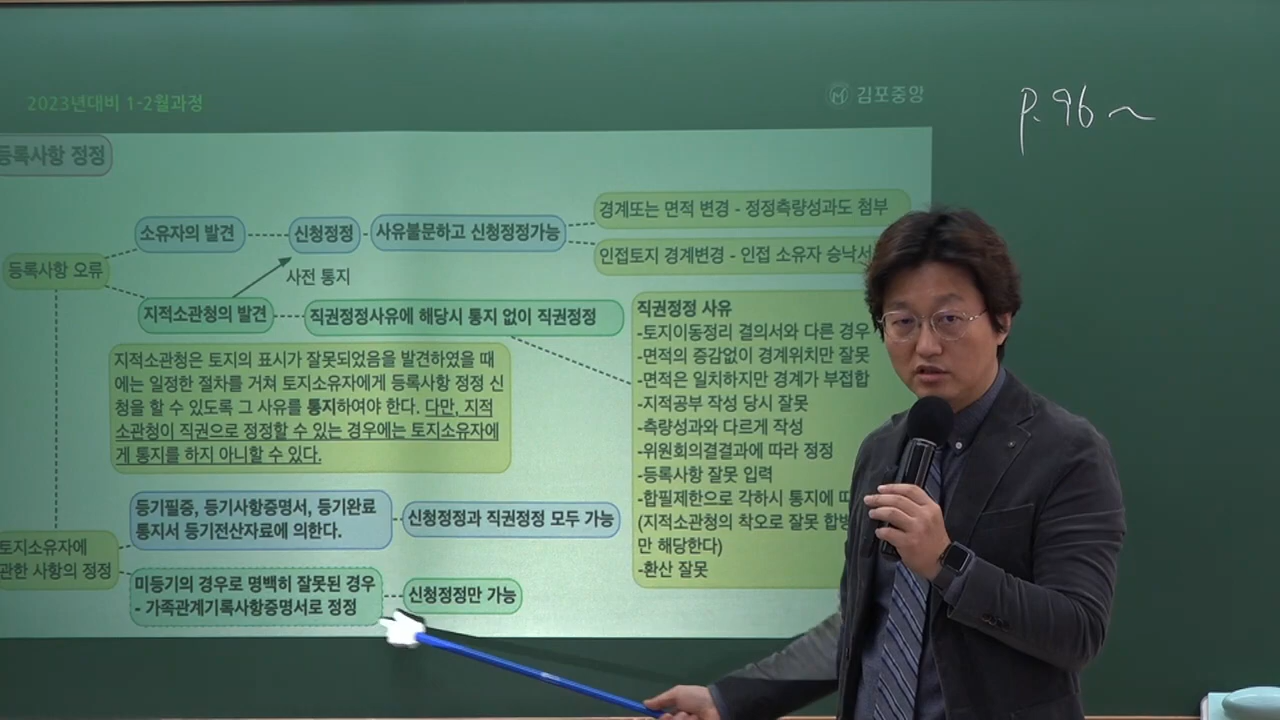 2023년대비 1-2월과정
김포중앙
p.96~
등록사항 정정
소유자의 발견
신청정정
사유불문하고 신청정정가능
경계또는 면적 변경 - 정정측량성과도 첨부
인접토지 경계변경 - 인접 소유자 승낙서
등록사항 오류
사전 통지
지적소관청의 발견
직권정정사유에 해당시 통지 없이 직권정정
지적소관청은 토지의 표시가 잘못되었음을 발견하였을 때
에는 일정한 절차를 거쳐 토지소유자에게 등록사항 정정 신
청을 할 수 있도록 그 사유를 통지하여야 한다. 다만, 지적
소관청이 직권으로 정정할 수 있는 경우에는 토지소유자에
게 통지를 하지 아니할 수 있다.
직권정정 사유
-토지이동정리 결의서와 다른 경우
-면적의 증감없이 경계위치만 잘못
-면적은 일치하지만 경계가 부접합
-지적공부 작성 당시 잘못
-측량성과와 다르게 작성
-위원회의결결과에 따라 정정
-등록사항 잘못 입력
-합필제한으로 각하시 통지에
(지적소관청의 착오로 잘못
만 해당한다)
-환산 잘못
토지소유자에
관한 사항의 정정
등기필증, 등기사항증명서, 등기완료
통지서 등기전산자료에 의한다.
신청정정과 직권정정 모두 가능
미등기의 경우로 명백히 잘못된 경우
- 가족관계기록사항증명서로 정정
신청정정만 가능